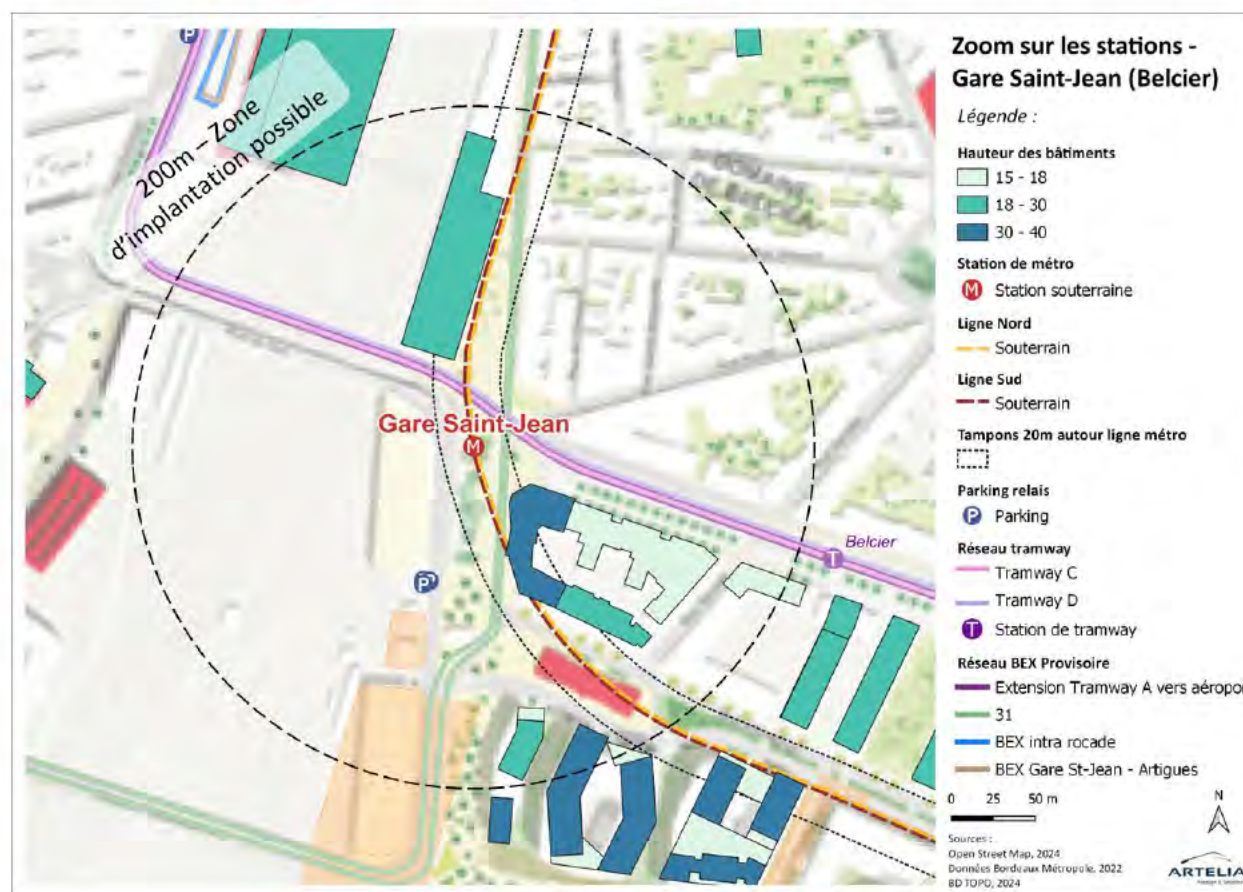 200m - Zone
d'implantation possible
Gare Saint-Jean
M
Belcier
T
P
P
Zoom sur les stations -
Gare Saint-Jean (Belcier)
Légende :
Hauteur des bâtiments
15 - 18
18 - 30
30 - 40
Station de métro
M Station souterraine
Ligne Nord
Souterrain
Ligne Sud
Souterrain
Tampons 20m autour ligne métro
Parking relais
P Parking
Réseau tramway
Tramway C
Tramway D
T Station de tramway
Réseau BEX Provisoire
Extension Tramway A vers aéropor
31
BEX intra rocade
BEX Gare St-Jean - Artigues
0 25 50 m
N
Sources :
Open Street Map, 2024
Données Bordeaux Métropole, 2022
BD TOPO, 2024
ARTELIA